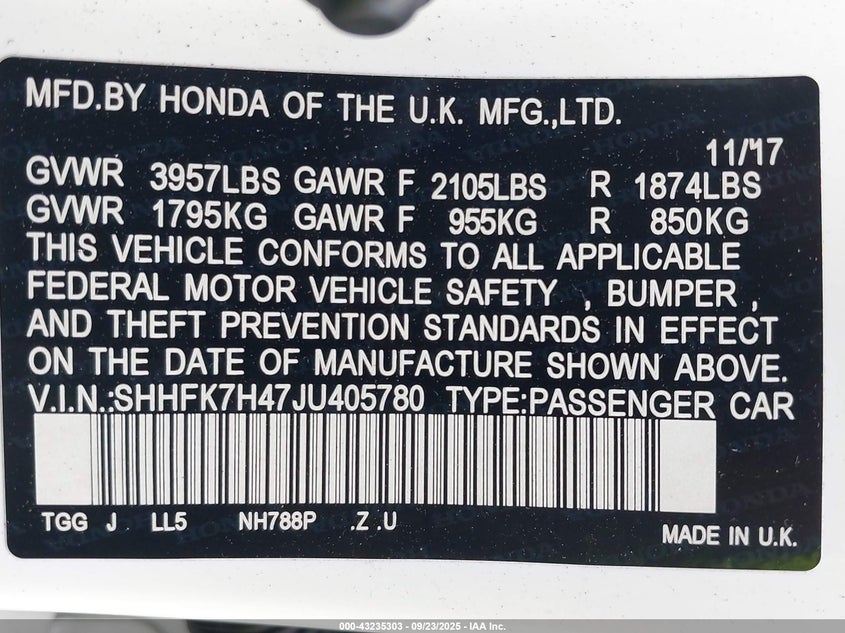 MFD.BY HONDA OF THE U.K. MFG.,LTD.
11/17
GVWR 3957LBS GAWR F 2105LBS R 1874LBS
GVWR 1795KG GAWR F 955KG R 850KG
THIS VEHICLE CONFORMS TO ALL APPLICABLE
FEDERAL MOTOR VEHICLE SAFETY , BUMPER ,
AND THEFT PREVENTION STANDARDS IN EFFECT
ON THE DATE OF MANUFACTURE SHOWN ABOVE.
V.I.N.:SHHFK7H47JU405780 TYPE:PASSENGER CAR
TGG J LL5 NH788P .Z .U
MADE IN U.K.
000-43235303 - 09/23/2025 - IAA Inc.